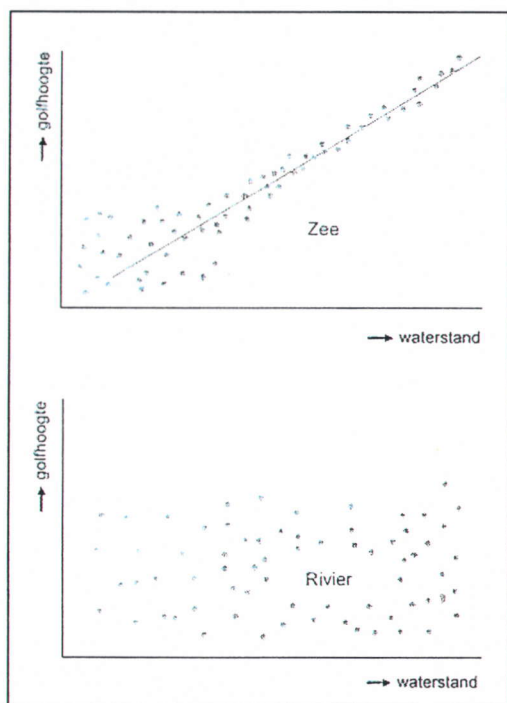 → golfhoogte
Zee
→ waterstand
→ golfhoogte
Rivier
→ waterstand